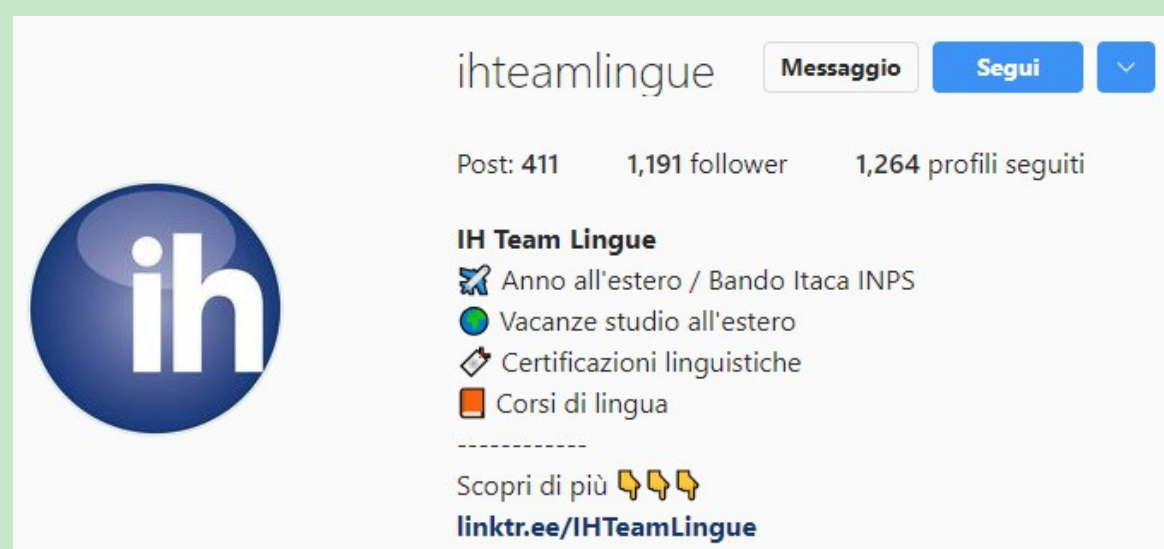 ihteamlingue Messaggio Segui
Post: 411 1,191 follower 1,264 profili seguiti
ih
IH Team Lingue
✈️ Anno all'estero / Bando Itaca INPS
🌍 Vacanze studio all'estero
🏷️ Certificazioni linguistiche
📙 Corsi di lingua
------------
Scopri di più 👇👇👇
linktr.ee/IHTeamLingue